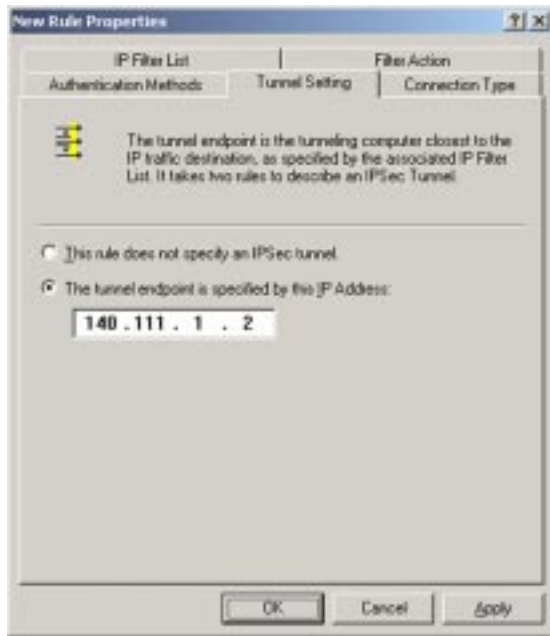 New Rule Properties
IP Filter List
Filter Action
Authentication Methods
Tunnel Setting
Connection Type
The tunnel endpoint is the tunneling computer closest to the
IP traffic destination, as specified by the associated IP Filter
List. It takes two rules to describe an IPSec Tunnel.
This rule does not specify an IPSec tunnel.
The tunnel endpoint is specified by this IP Address:
140 . 111 . 1 . 2
OK
Cancel
Apply